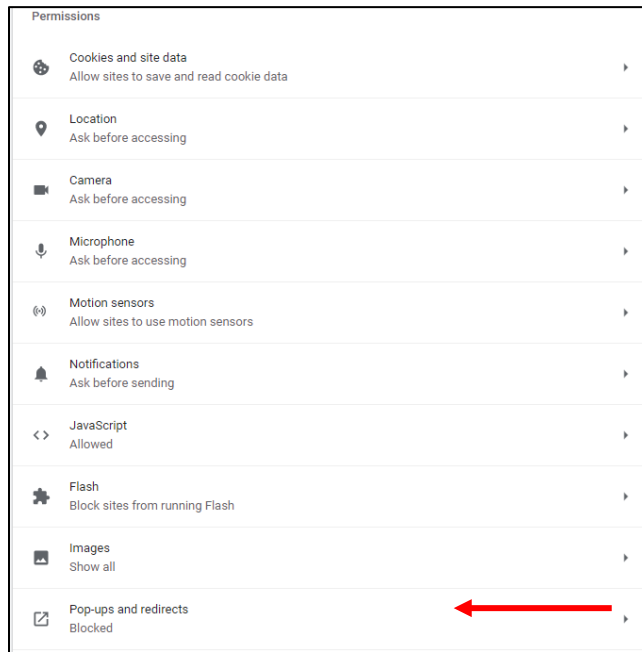 Permissions
Cookies and site data
Allow sites to save and read cookie data
Location
Ask before accessing
Camera
Ask before accessing
Microphone
Ask before accessing
Motion sensors
Allow sites to use motion sensors
Notifications
Ask before sending
JavaScript
Allowed
Flash
Block sites from running Flash
Images
Show all
Pop-ups and redirects
Blocked